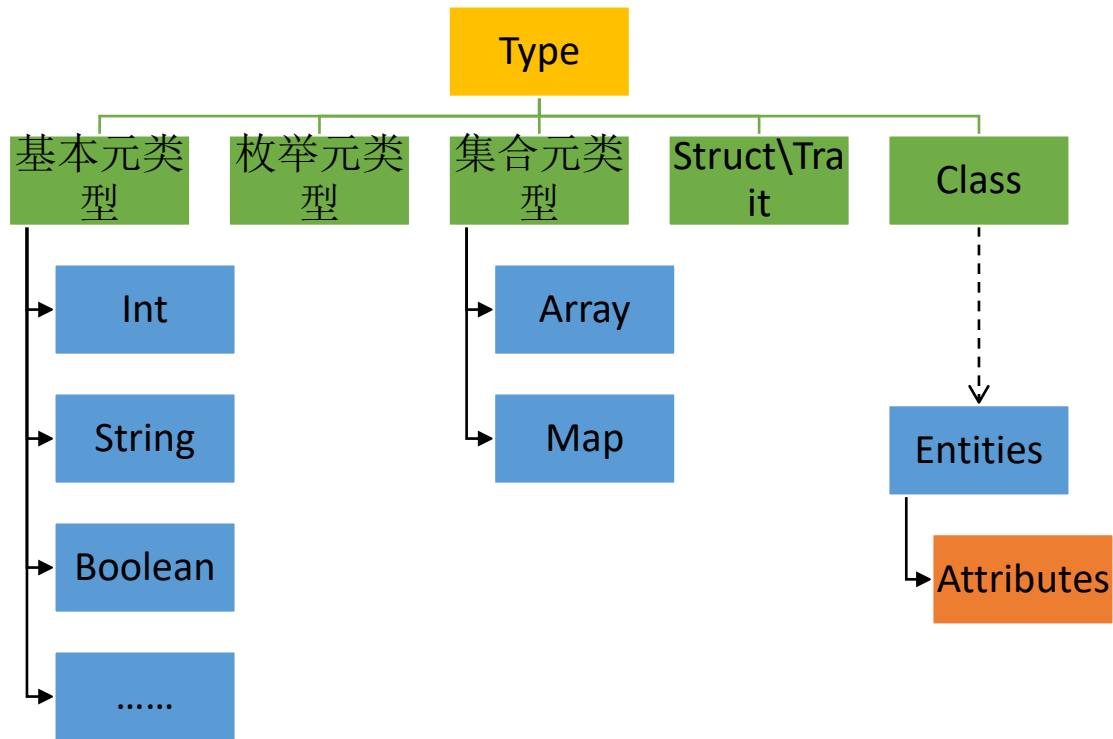 Type
基本元类
型
枚举元类
型
集合元类
型
Struct\Tra
it
Class
Int
Array
String
Map
Entities
Boolean
Attributes
……